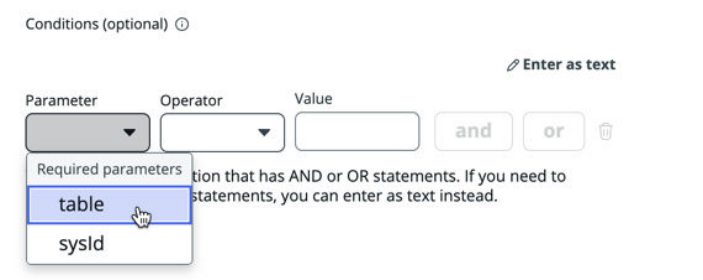 Conditions (optional)
Enter as text
Parameter Operator Value
and or
Required parameters
tion that has AND or OR statements. If you need to
table
statements, you can enter as text instead.
sysId